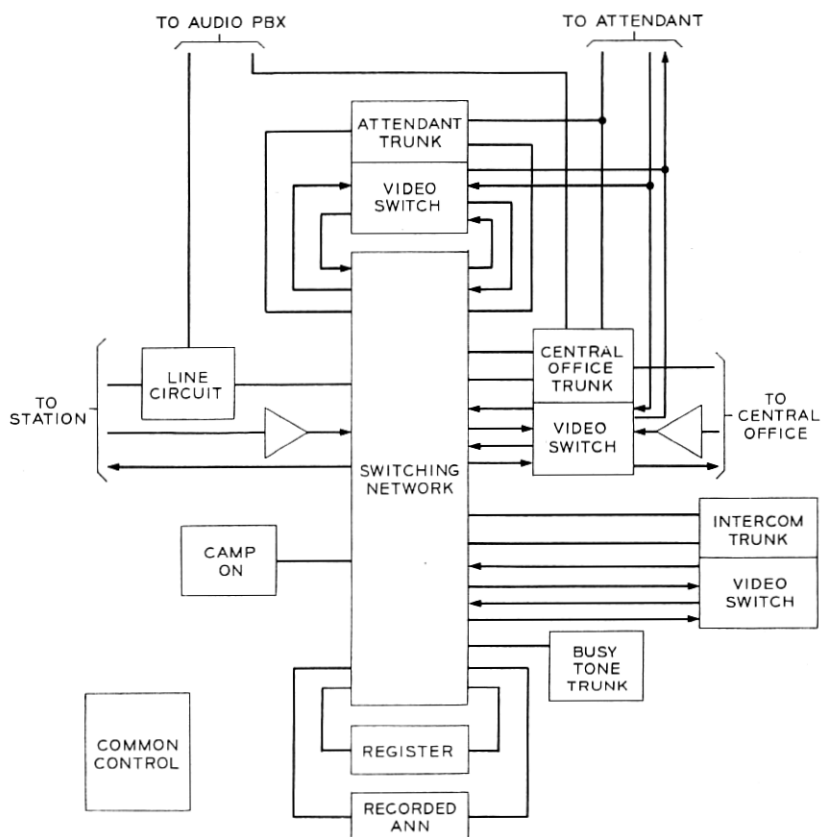 TO AUDIO PBX
TO ATTENDANT
ATTENDANT
TRUNK
VIDEO
SWITCH
LINE
CIRCUIT
CENTRAL
OFFICE
TRUNK
TO
STATION
TO
CENTRAL
OFFICE
VIDEO
SWITCH
SWITCHING
NETWORK
INTERCOM
TRUNK
CAMP
ON
VIDEO
SWITCH
BUSY
TONE
TRUNK
COMMON
CONTROL
REGISTER
RECORDED
ANN